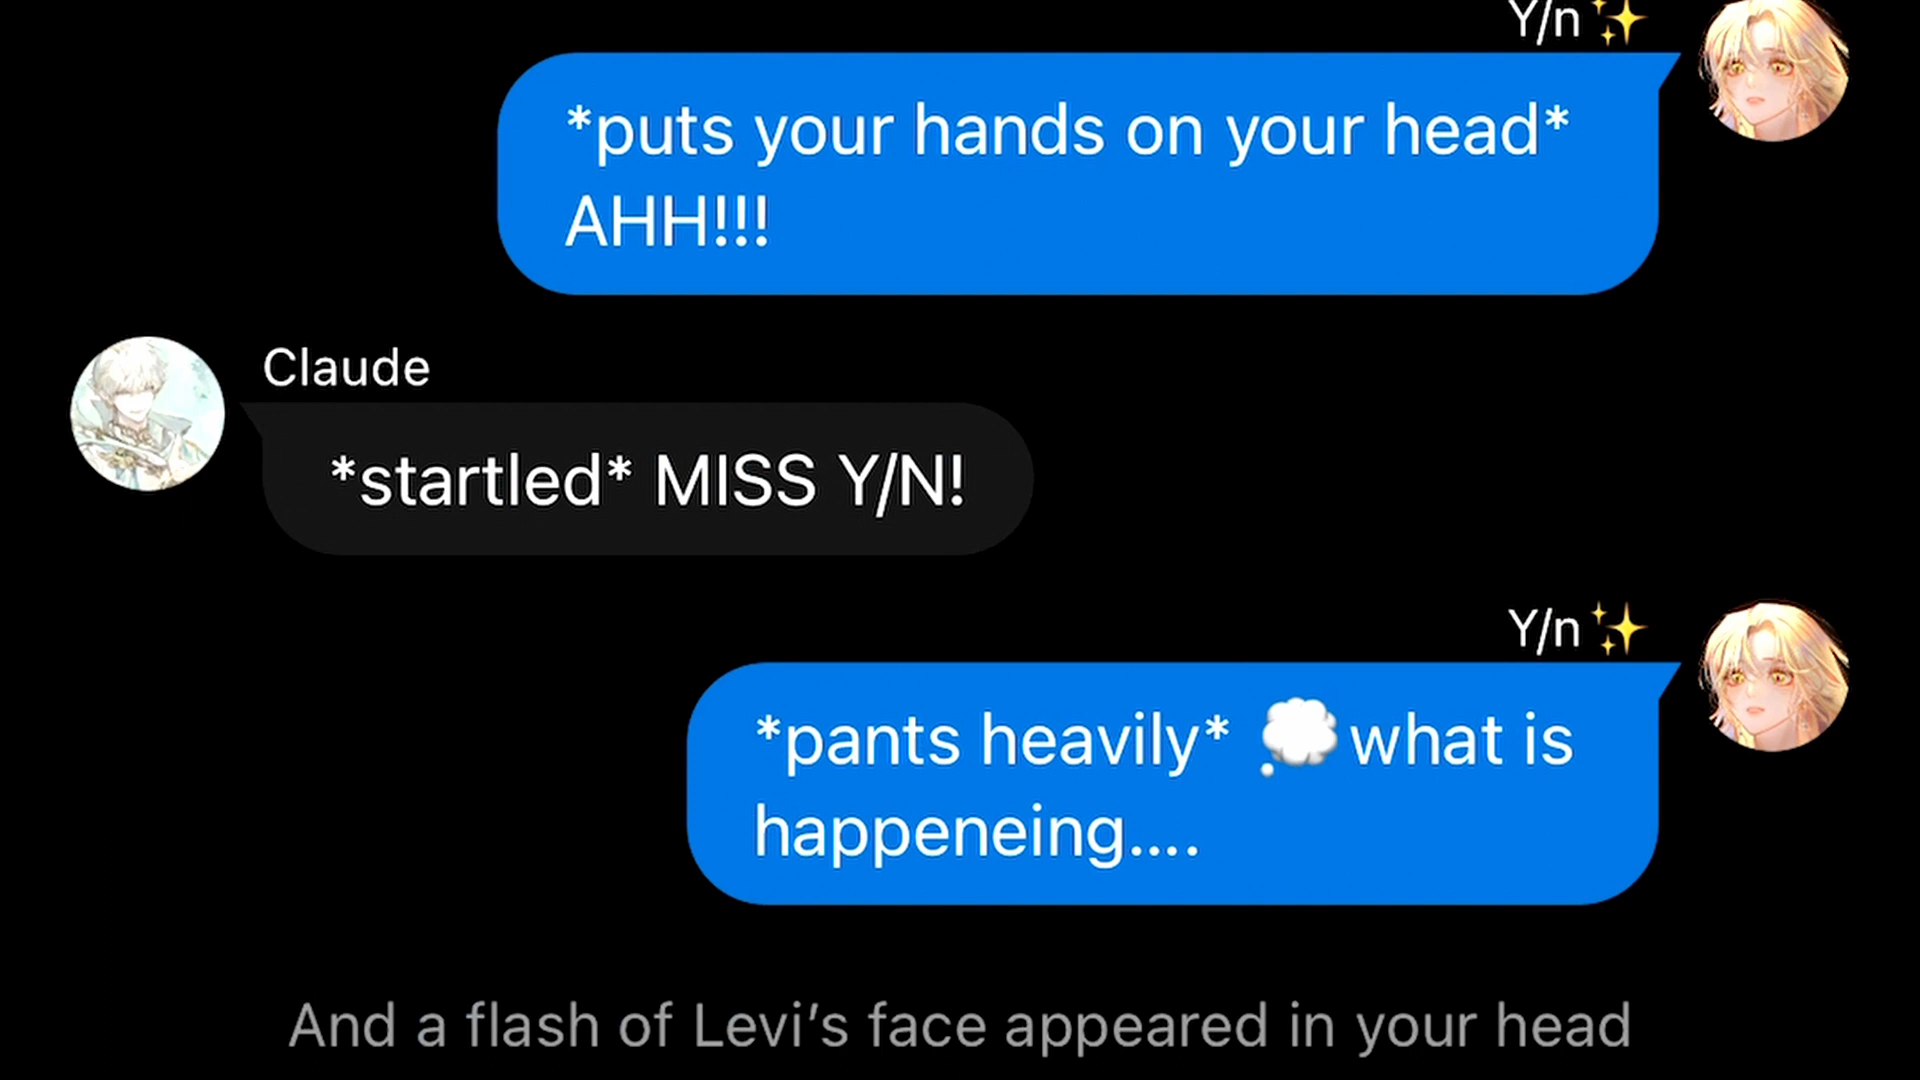 Y/n✨
*puts your hands on your head*
AHH!!!
Claude
*startled* MISS Y/N!
Y/n✨
*pants heavily* 💭what is
happeneing....
And a flash of Levi’s face appeared in your head